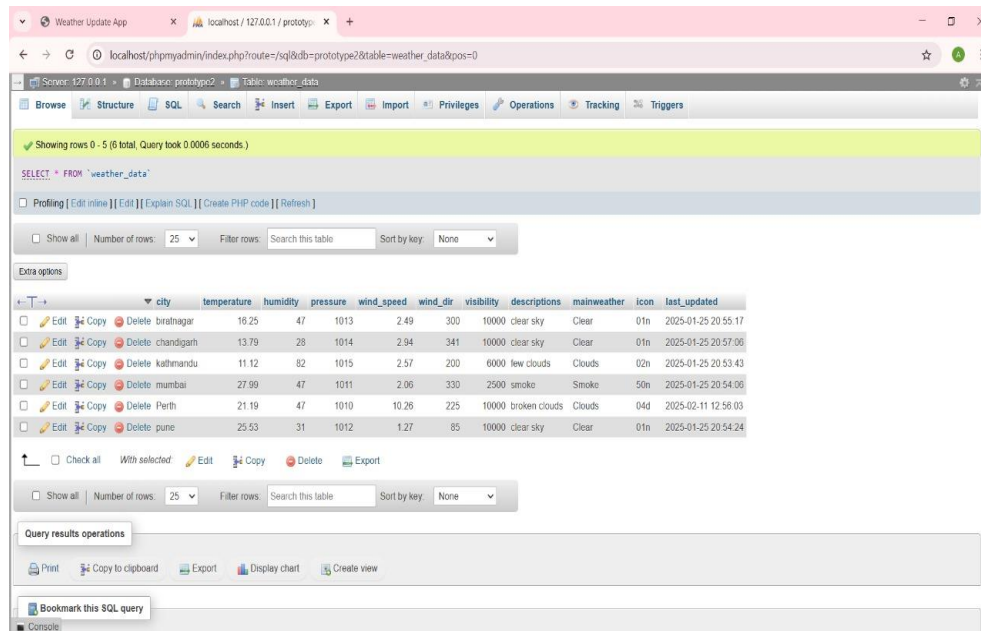 Weather Update App
localhost / 127.0.0.1 / prototyp
localhost/phpmyadmin/index.php?route=/sql&db=prototype2&table=weather_data&pos=0
A
Server: 127.0.0.1 » Database: prototype2 » Table: weather_data
Browse Structure SQL Search Insert Export Import Privileges Operations Tracking Triggers
Showing rows 0 - 5 (6 total, Query took 0.0006 seconds.)
SELECT * FROM `weather_data`
Profiling [ Edit inline ] [ Edit ] [ Explain SQL ] [ Create PHP code ] [ Refresh ]
Show all Number of rows: 25 Filter rows: Search this table Sort by key: None
Extra options
city temperature humidity pressure wind_speed wind_dir visibility descriptions mainweather icon last_updated
Edit Copy Delete biratnagar 16.25 47 1013 2.49 300 10000 clear sky Clear 01n 2025-01-25 20:55:17
Edit Copy Delete chandigarh 13.79 28 1014 2.94 341 10000 clear sky Clear 01n 2025-01-25 20:57:06
Edit Copy Delete kathmandu 11.12 82 1015 2.57 200 6000 few clouds Clouds 02n 2025-01-25 20:53:43
Edit Copy Delete mumbai 27.99 47 1011 2.06 330 2500 smoke Smoke 50n 2025-01-25 20:54:06
Edit Copy Delete Perth 21.19 47 1010 10.26 225 10000 broken clouds Clouds 04d 2025-02-11 12:56:03
Edit Copy Delete pune 25.53 31 1012 1.27 85 10000 clear sky Clear 01n 2025-01-25 20:54:24
Check all With selected: Edit Copy Delete Export
Show all Number of rows: 25 Filter rows: Search this table Sort by key: None
Query results operations
Print Copy to clipboard Export Display chart Create view
Bookmark this SQL query
Console